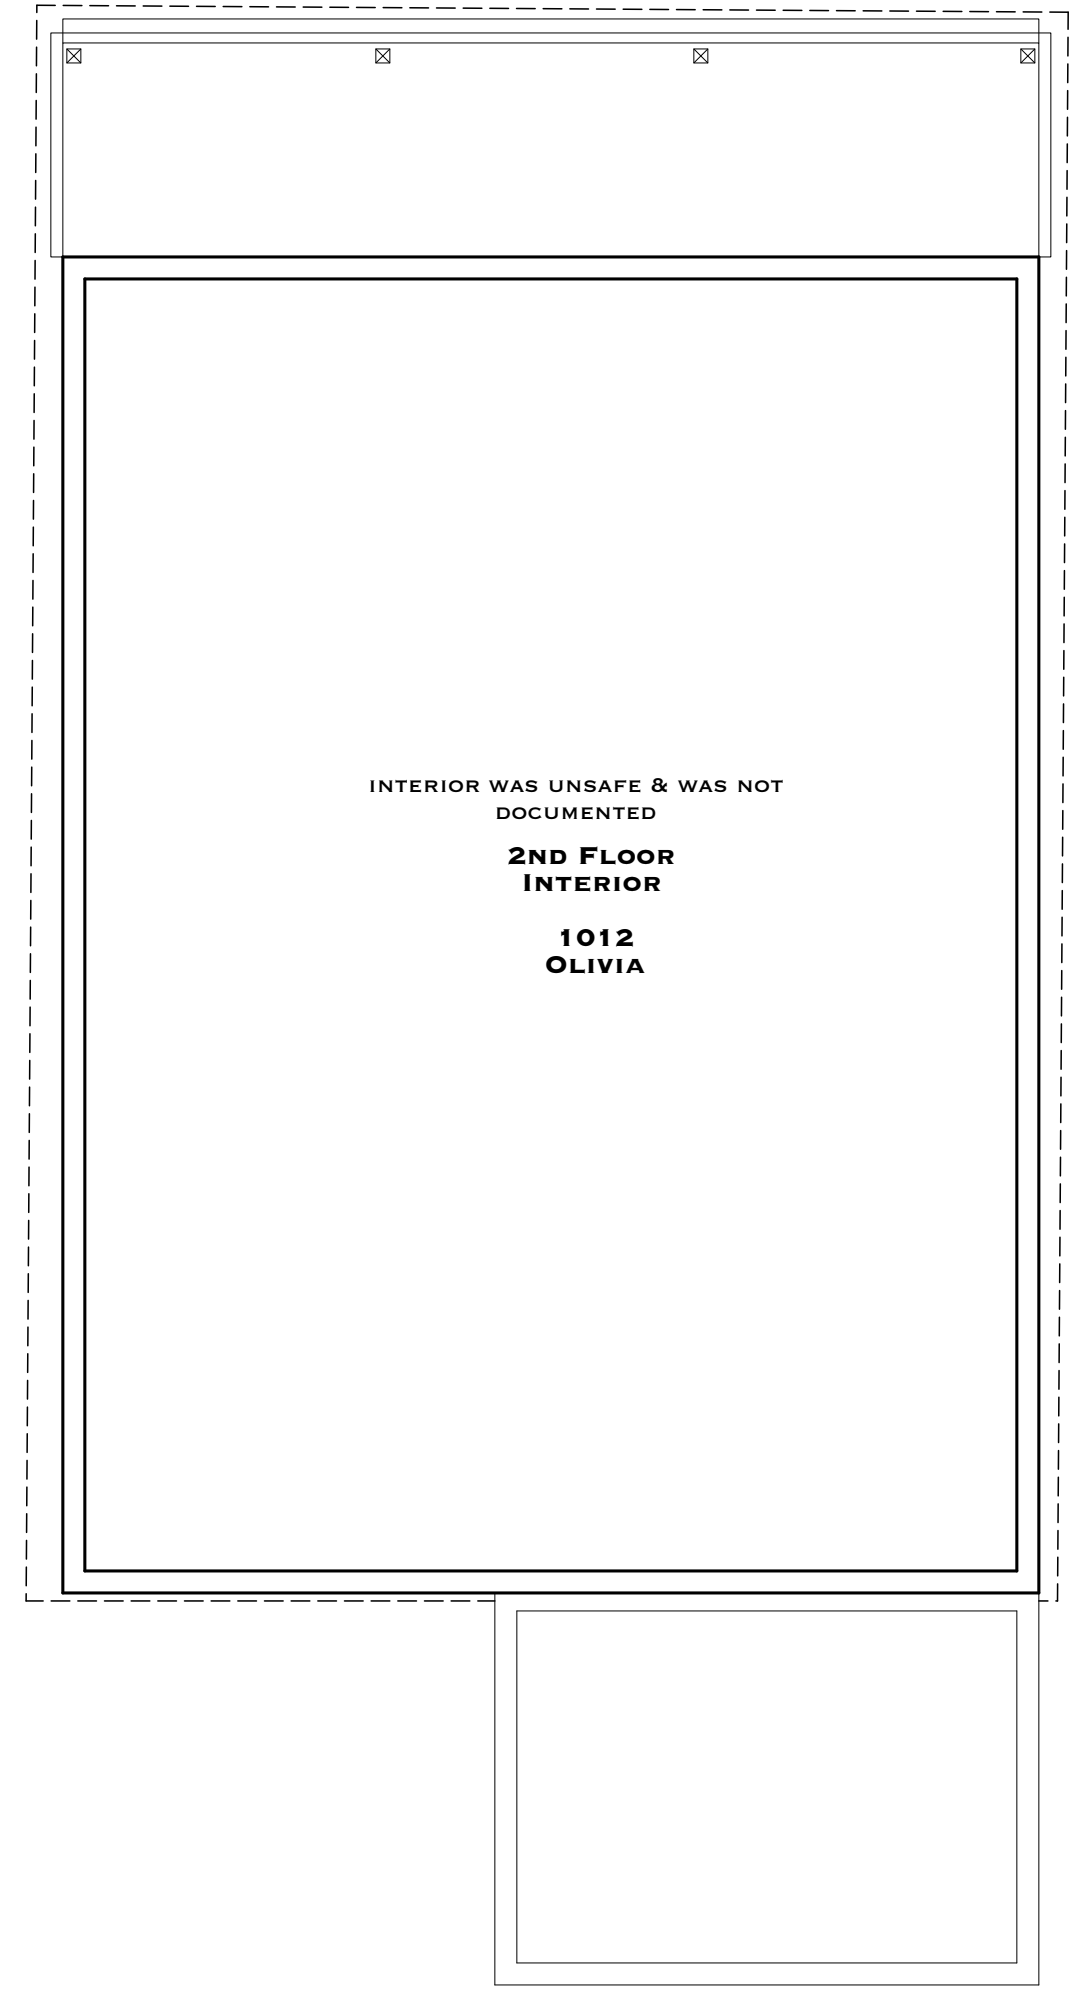 INTERIOR WAS UNSAFE & WAS NOT
DOCUMENTED
2ND FLOOR
INTERIOR
1012
OLIVIA